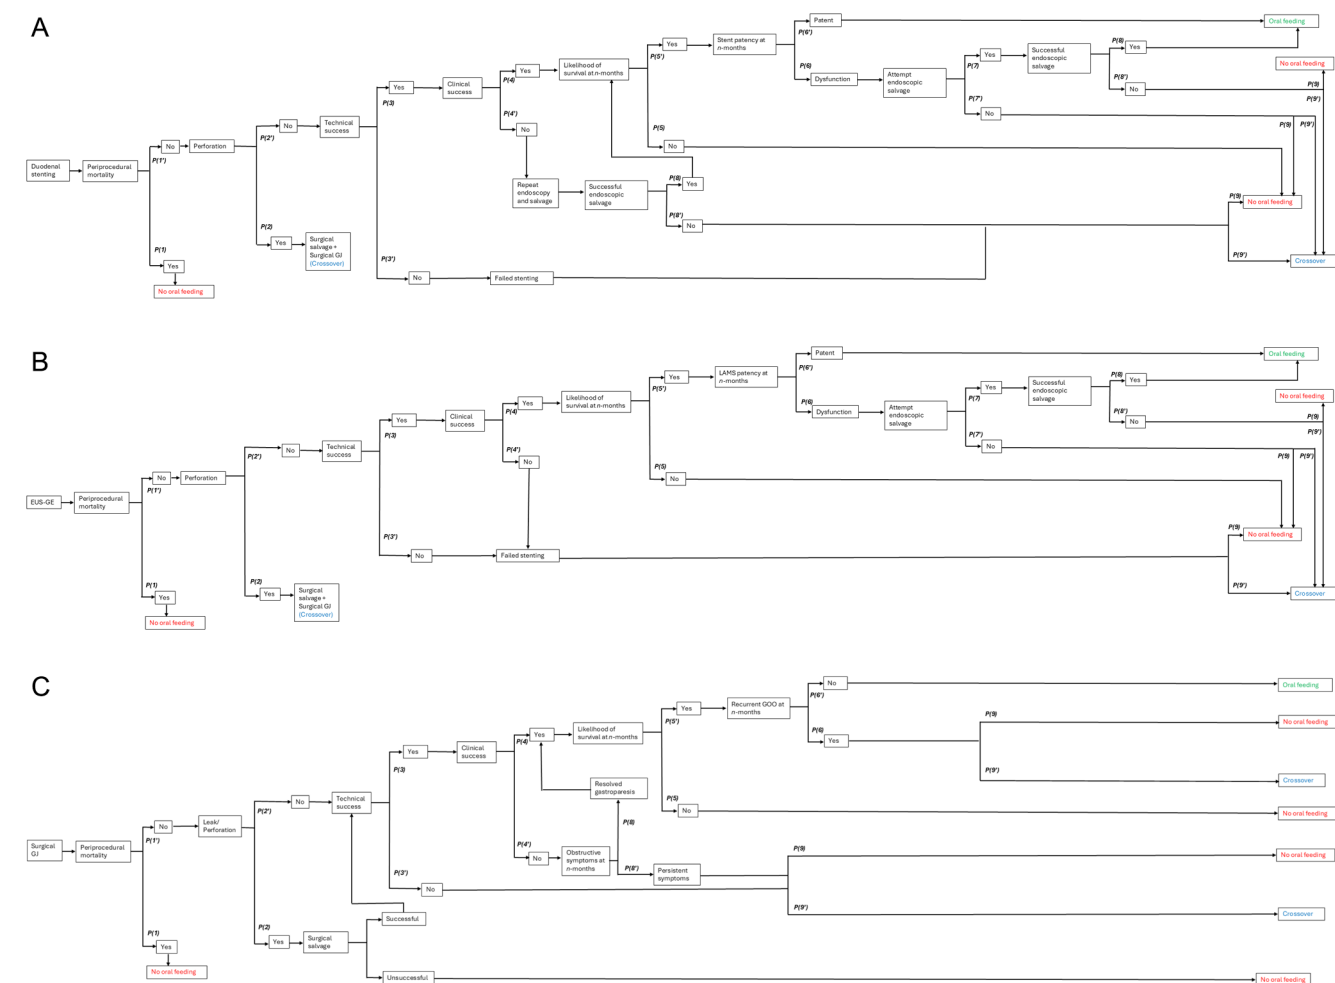 A
Duodenal
stenting
Periprocedural
mortality
P(1')
No
Perforation
P(1)
Yes
No oral feeding
P(2')
No
Technical
success
P(2)
Yes
Surgical
salvage +
Surgical GJ
(Crossover)
P(3)
Yes
Clinical
success
P(3')
No
Failed stenting
P(4)
Yes
Likelihood of
survival at n-months
P(4')
No
Repeat
endoscopy
and salvage
Successful
endoscopic
salvage
P(8)
Yes
P(8')
No
P(5')
Yes
Stent patency at
n-months
P(5)
No
P(6')
Patent
Oral feeding
P(6)
Dysfunction
Attempt
endoscopic
salvage
P(7)
Yes
Successful
endoscopic
salvage
P(7')
No
P(8)
Yes
P(8')
No
No oral feeding
P(9)
P(9')
P(9)
P(9')
P(9)
No oral feeding
P(9')
Crossover
B
EUS-GE
Periprocedural
mortality
P(1')
No
Perforation
P(1)
Yes
No oral feeding
P(2')
No
Technical
success
P(2)
Yes
Surgical
salvage +
Surgical GJ
(Crossover)
P(3)
Yes
Clinical
success
P(3')
No
Failed stenting
P(4)
Yes
Likelihood of
survival at n-months
P(4')
No
P(5')
Yes
LAMS patency at
n-months
P(5)
No
P(6')
Patent
Oral feeding
P(6)
Dysfunction
Attempt
endoscopic
salvage
P(7)
Yes
Successful
endoscopic
salvage
P(7')
No
P(8)
Yes
P(8')
No
No oral feeding
P(9)
P(9')
P(9)
P(9')
P(9)
No oral feeding
P(9')
Crossover
C
Surgical
GJ
Periprocedural
mortality
P(1')
No
Leak/
Perforation
P(1)
Yes
No oral feeding
P(2')
No
Technical
success
P(2)
Yes
Surgical
salvage
Successful
Unsuccessful
No oral feeding
P(3)
Yes
Clinical
success
P(3')
No
P(4)
Yes
Likelihood of
survival at n-months
P(4')
No
Obstructive
symptoms at
n-months
Resolved
gastroparesis
P(8)
P(8')
Persistent
symptoms
P(5')
Yes
Recurrent GOO at
n-months
P(5)
No
No oral feeding
P(6')
No
Oral feeding
P(6)
Yes
P(9)
No oral feeding
P(9')
Crossover
P(9)
No oral feeding
P(9')
Crossover